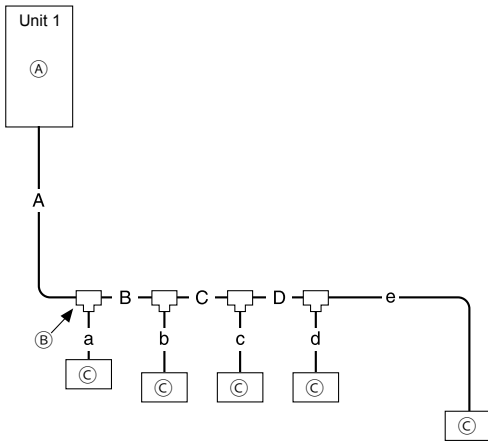 Unit 1
Ⓐ
A
B C D e
Ⓑ a b c d
Ⓒ Ⓒ Ⓒ Ⓒ
Ⓒ